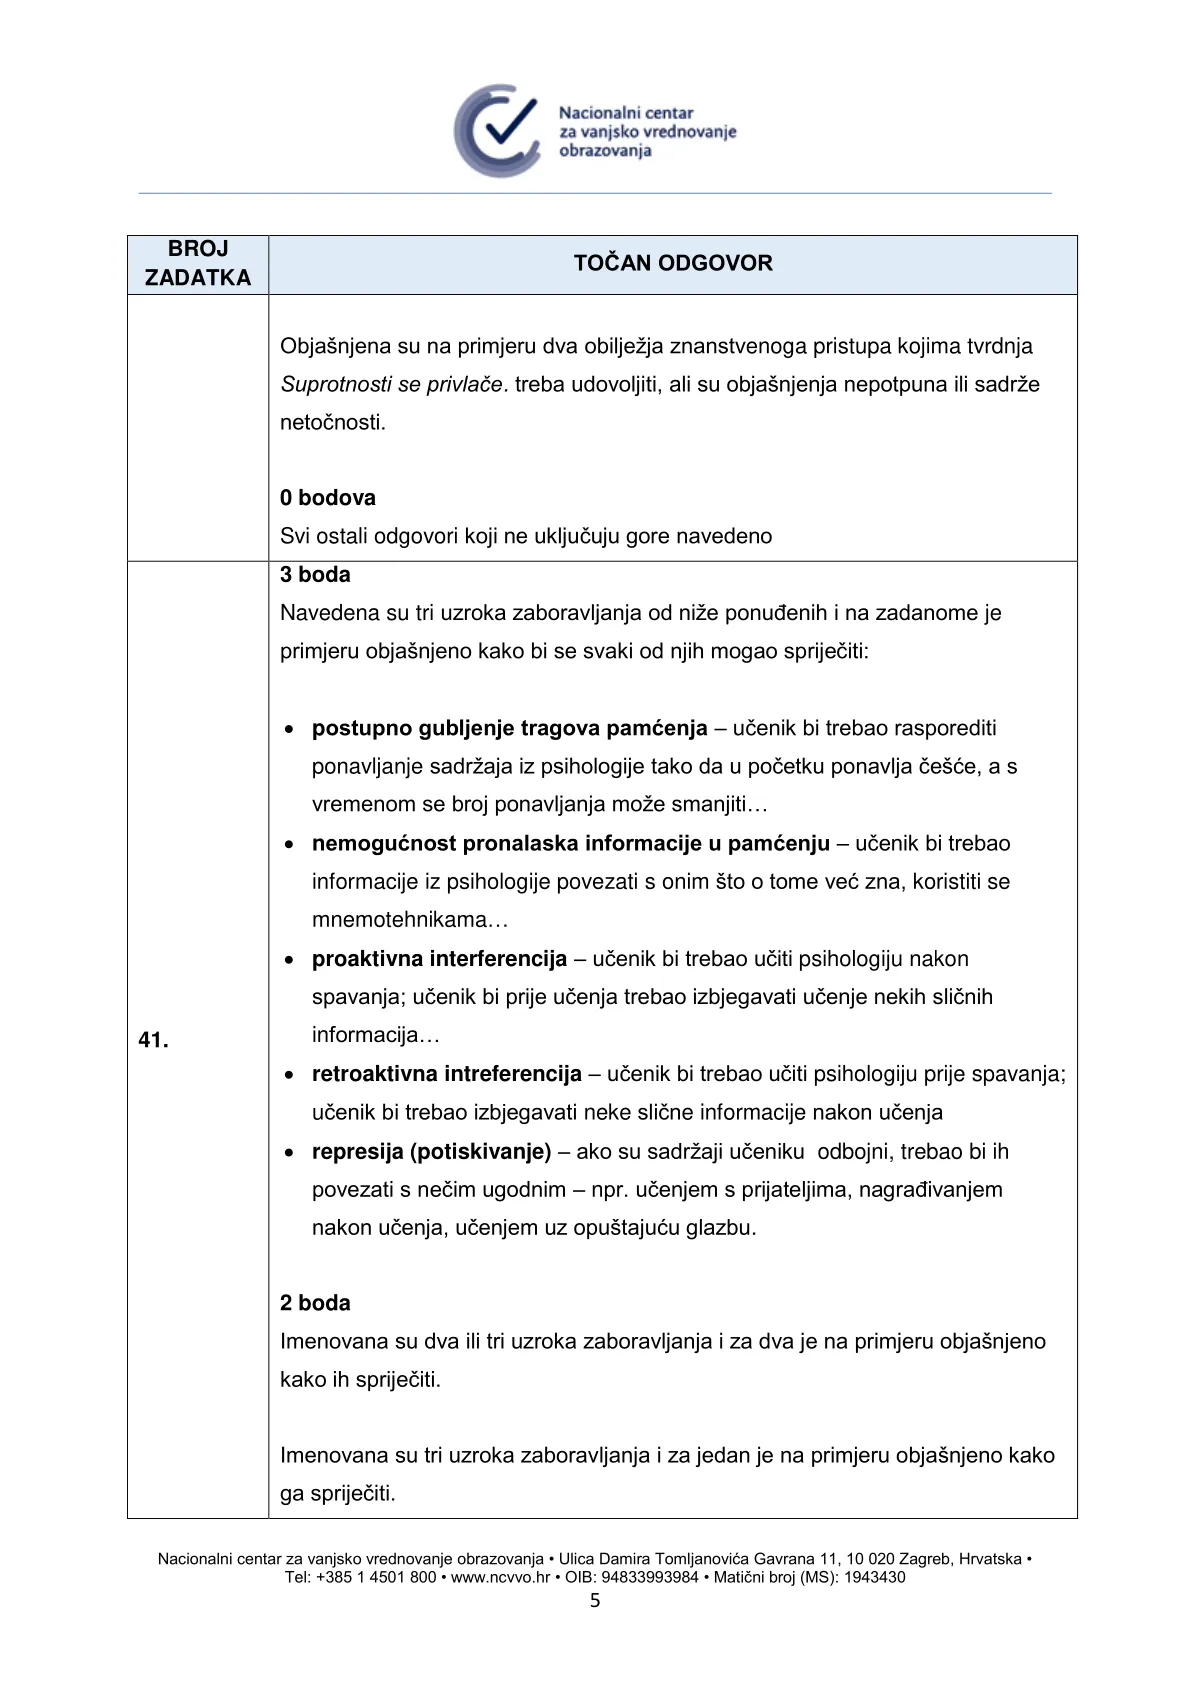 Nacionalni centar
za vanjsko vrednovanje
obrazovanja
BROJ
ZADATKA
TOČAN ODGOVOR
Objašnjena su na primjeru dva obilježja znanstvenoga pristupa kojima tvrdnja
Suprotnosti se privlače. treba udovoljiti, ali su objašnjenja nepotpuna ili sadrže
netočnosti.
0 bodova
Svi ostali odgovori koji ne uključuju gore navedeno
41.
3 boda
Navedena su tri uzroka zaboravljanja od niže ponuđenih i na zadanome je
primjeru objašnjeno kako bi se svaki od njih mogao spriječiti:
• postupno gubljenje tragova pamćenja – učenik bi trebao rasporediti
ponavljanje sadržaja iz psihologije tako da u početku ponavlja češće, a s
vremenom se broj ponavljanja može smanjiti…
• nemogućnost pronalaska informacije u pamćenju – učenik bi trebao
informacije iz psihologije povezati s onim što o tome već zna, koristiti se
mnemotehnikama…
• proaktivna interferencija – učenik bi trebao učiti psihologiju nakon
spavanja; učenik bi prije učenja trebao izbjegavati učenje nekih sličnih
informacija…
• retroaktivna intreferencija – učenik bi trebao učiti psihologiju prije spavanja;
učenik bi trebao izbjegavati neke slične informacije nakon učenja
• represija (potiskivanje) – ako su sadržaji učeniku  odbojni, trebao bi ih
povezati s nečim ugodnim – npr. učenjem s prijateljima, nagrađivanjem
nakon učenja, učenjem uz opuštajuću glazbu.
2 boda
Imenovana su dva ili tri uzroka zaboravljanja i za dva je na primjeru objašnjeno
kako ih spriječiti.
Imenovana su tri uzroka zaboravljanja i za jedan je na primjeru objašnjeno kako
ga spriječiti.
Nacionalni centar za vanjsko vrednovanje obrazovanja • Ulica Damira Tomljanovića Gavrana 11, 10 020 Zagreb, Hrvatska •
Tel: +385 1 4501 800 • www.ncvvo.hr • OIB: 94833993984 • Matični broj (MS): 1943430
5